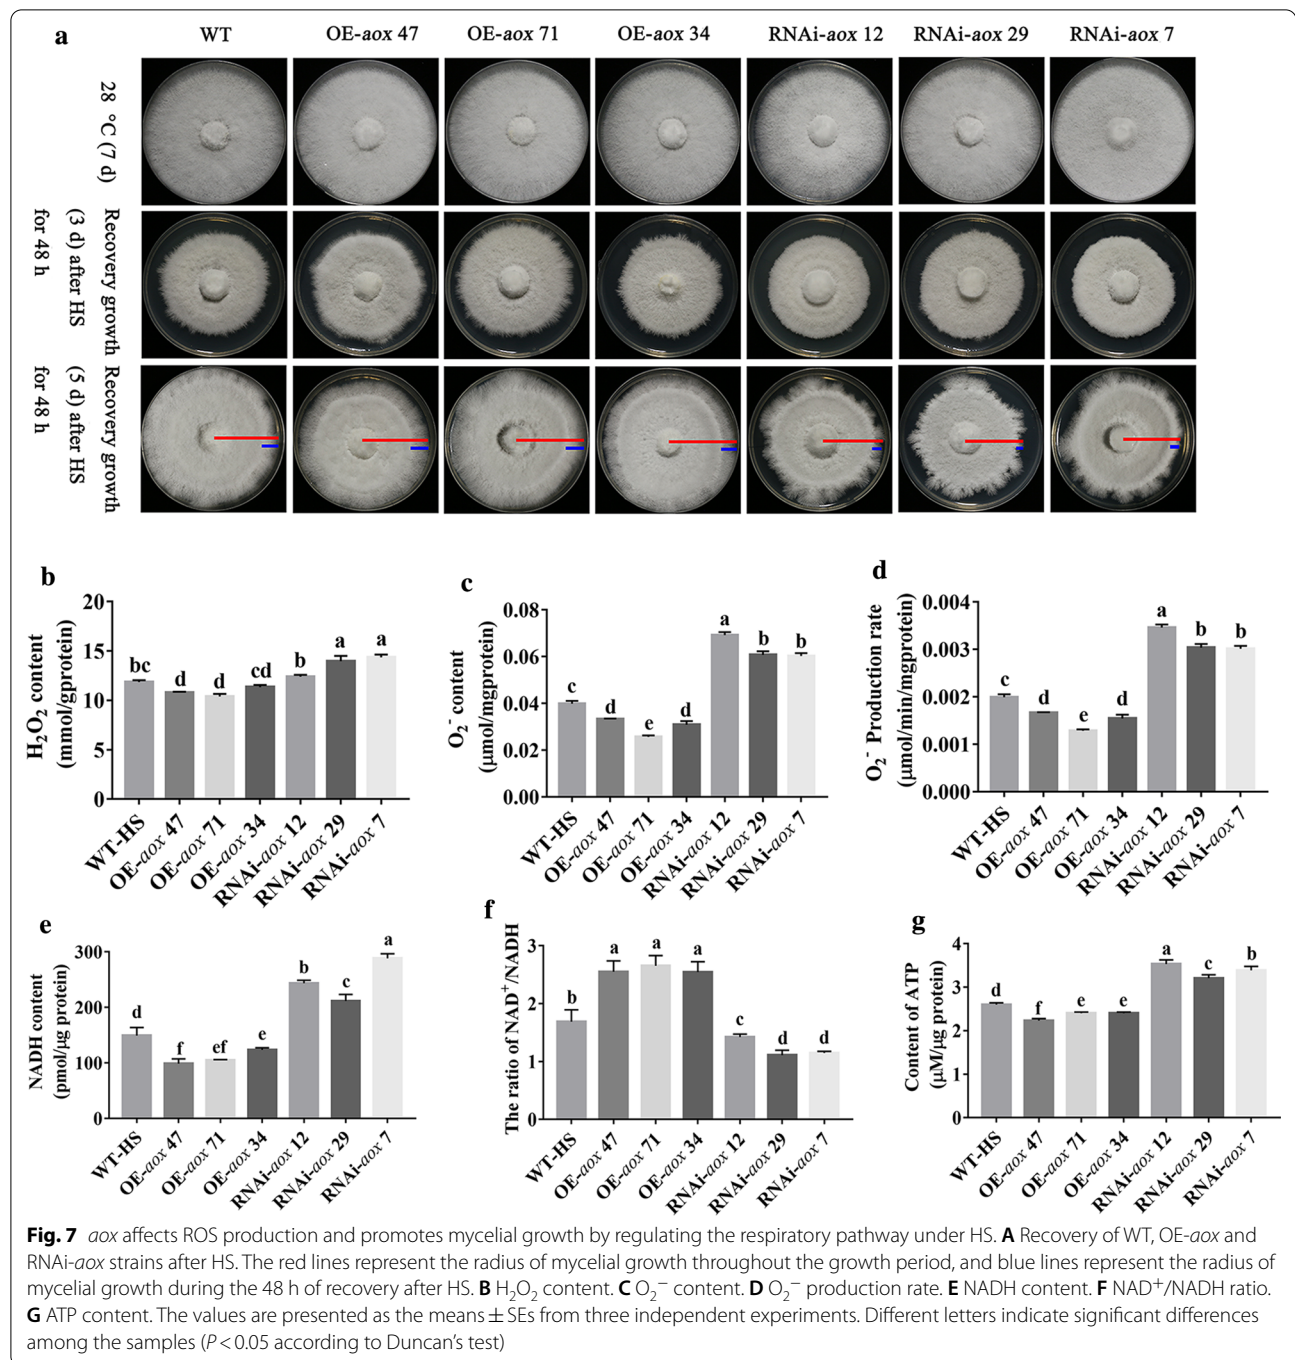 a
WT OE-aox 47 OE-aox 71 OE-aox 34 RNAi-aox 12 RNAi-aox 29 RNAi-aox 7
28 °C (7 d)
Recovery growth
(3 d) after HS
for 48 h
Recovery growth
(5 d) after HS
for 48 h
b
H₂O₂ content
(mmol/gprotein)
20
15
10
5
0
bc d d cd b a a
WT-HS
OE-aox 47
OE-aox 71
OE-aox 34
RNAi-aox 12
RNAi-aox 29
RNAi-aox 7
c
O₂⁻ content
(μmol/mgprotein)
0.08
0.06
0.04
0.02
0.00
c d e d a b b
WT-HS
OE-aox 47
OE-aox 71
OE-aox 34
RNAi-aox 12
RNAi-aox 29
RNAi-aox 7
d
O₂⁻ Production rate
(μmol/min/mgprotein)
0.004
0.003
0.002
0.001
0.000
c d e d a b b
WT-HS
OE-aox 47
OE-aox 71
OE-aox 34
RNAi-aox 12
RNAi-aox 29
RNAi-aox 7
e
NADH content
(pmol/μg protein)
300
200
100
0
d f ef e b c a
WT-HS
OE-aox 47
OE-aox 71
OE-aox 34
RNAi-aox 12
RNAi-aox 29
RNAi-aox 7
f
The ratio of NAD⁺/NADH
3
2
1
0
b a a a c d d
WT-HS
OE-aox 47
OE-aox 71
OE-aox 34
RNAi-aox 12
RNAi-aox 29
RNAi-aox 7
g
Content of ATP
(μM/μg protein)
4
3
2
1
0
d f e e a c b
WT-HS
OE-aox 47
OE-aox 71
OE-aox 34
RNAi-aox 12
RNAi-aox 29
RNAi-aox 7
Fig. 7 aox affects ROS production and promotes mycelial growth by regulating the respiratory pathway under HS. A Recovery of WT, OE-aox and
RNAi-aox strains after HS. The red lines represent the radius of mycelial growth throughout the growth period, and blue lines represent the radius of
mycelial growth during the 48 h of recovery after HS. B H₂O₂ content. C O₂⁻ content. D O₂⁻ production rate. E NADH content. F NAD⁺/NADH ratio.
G ATP content. The values are presented as the means ± SEs from three independent experiments. Different letters indicate significant differences
among the samples (P < 0.05 according to Duncan's test)